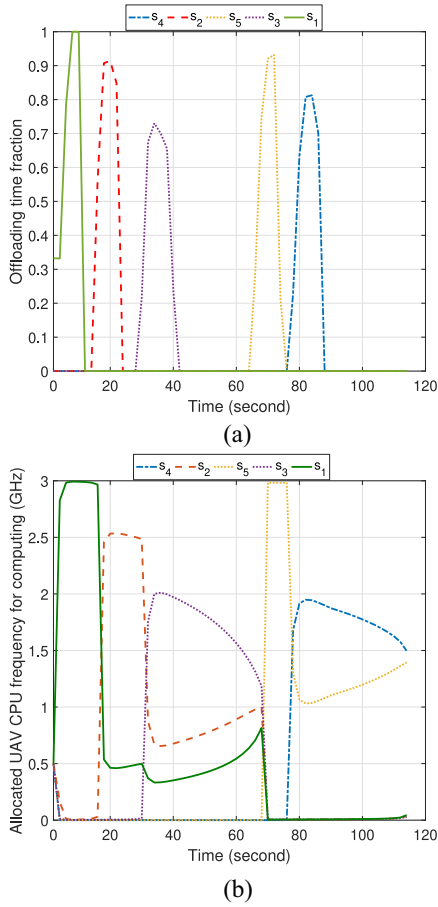 s4 s2 s5 s3 s1
1
0.9
0.8
0.7
0.6
0.5
0.4
0.3
0.2
0.1
0
Offloading time fraction
0 20 40 60 80 100 120
Time (second)
(a)
s4 s2 s5 s3 s1
3
2.5
2
1.5
1
0.5
0
Allocated UAV CPU frequency for computing (GHz)
0 20 40 60 80 100 120
Time (second)
(b)